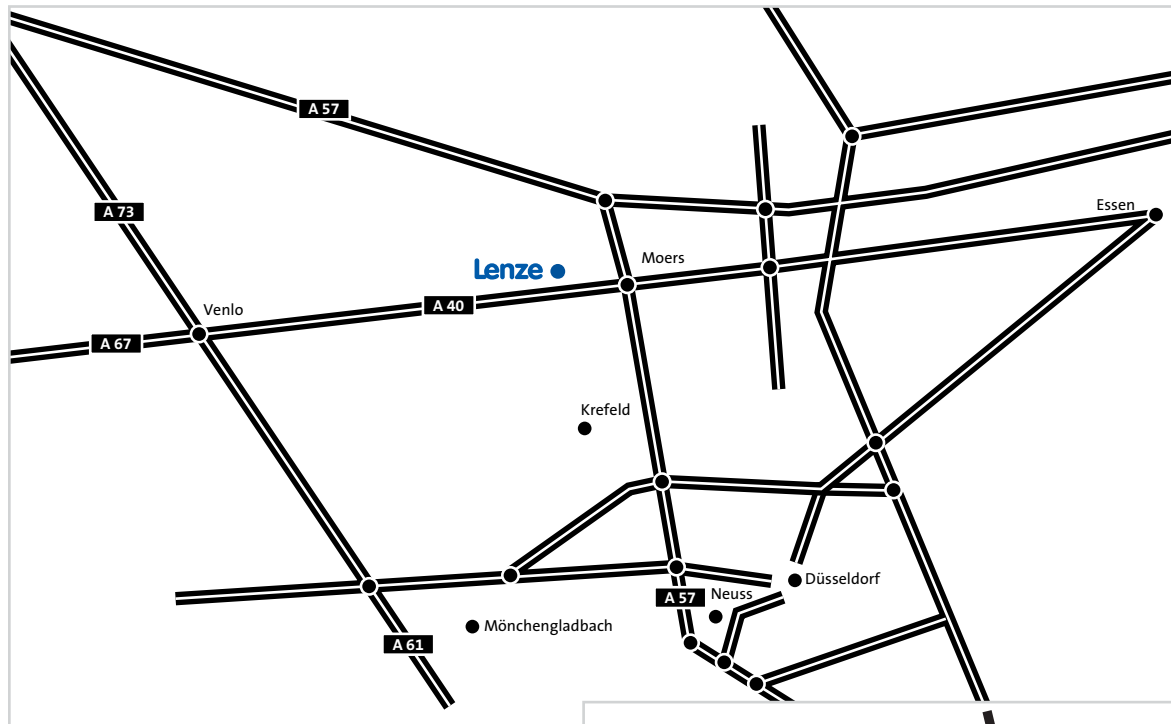 A 57
A 73
Essen
Moers
Lenze
A 40
Venlo
A 67
Krefeld
Düsseldorf
Neuss
A 57
Mönchengladbach
A 61